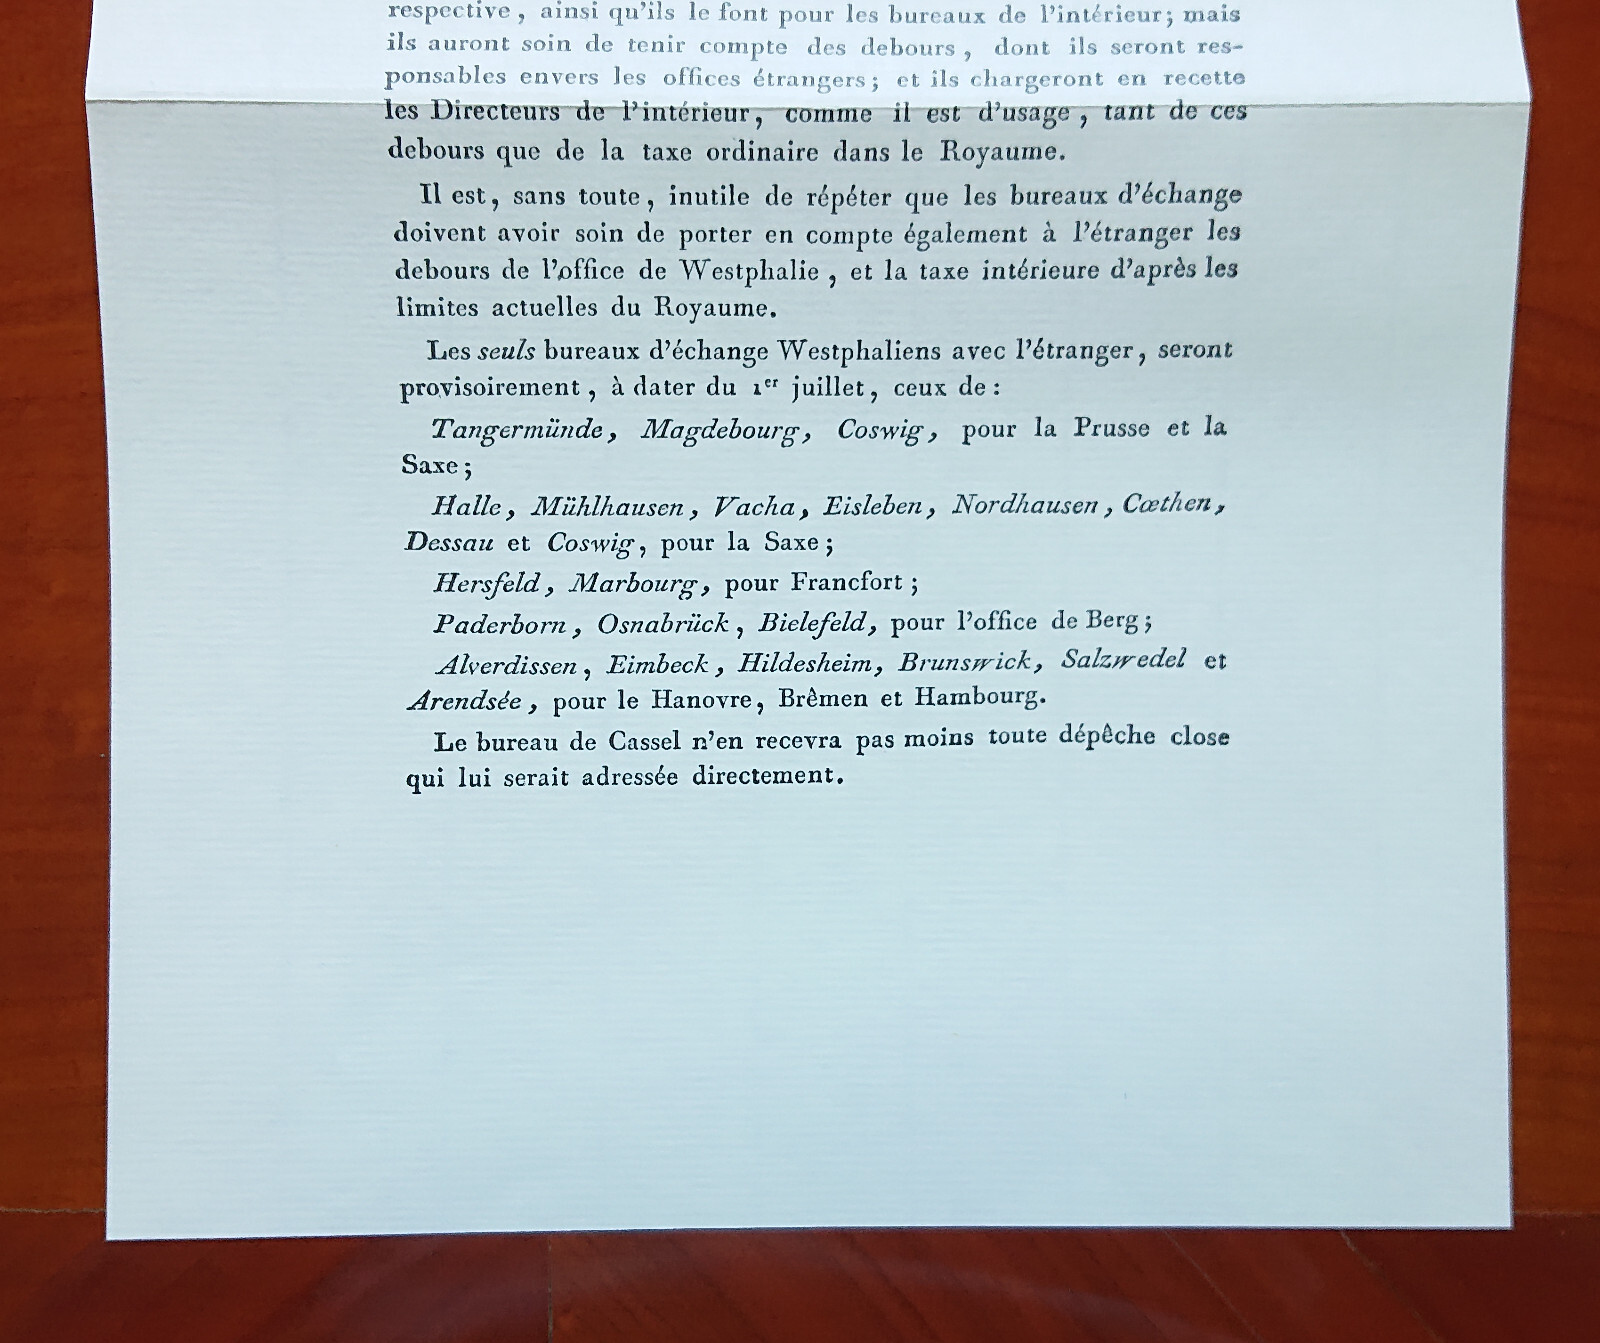 respective, ainsi qu'ils le font pour les bureaux de l'intérieur; mais
ils auront soin de tenir compte des debours, dont ils seront res-
ponsables envers les offices étrangers; et ils chargeront en recette
les Directeurs de l'intérieur, comme il est d'usage, tant de ces
debours que de la taxe ordinaire dans le Royaume.
Il est, sans toute, inutile de répéter que les bureaux d'échange
doivent avoir soin de porter en compte également à l'étranger les
debours de l'office de Westphalie, et la taxe intérieure d'après les
limites actuelles du Royaume.
Les seuls bureaux d'échange Westphaliens avec l'étranger, seront
provisoirement, à dater du 1er juillet, ceux de:
Tangermünde, Magdebourg, Coswig, pour la Prusse et la
Saxe;
Halle, Mühlhausen, Vacha, Eisleben, Nordhausen, Cœthen,
Dessau et Coswig, pour la Saxe;
Hersfeld, Marbourg, pour Francfort;
Paderborn, Osnabrück, Bielefeld, pour l'office de Berg;
Alverdissen, Eimbeck, Hildesheim, Brunswick, Salzwedel et
Arendsée, pour le Hanovre, Brêmen et Hambourg.
Le bureau de Cassel n'en recevra pas moins toute dépêche close
qui lui serait adressée directement.